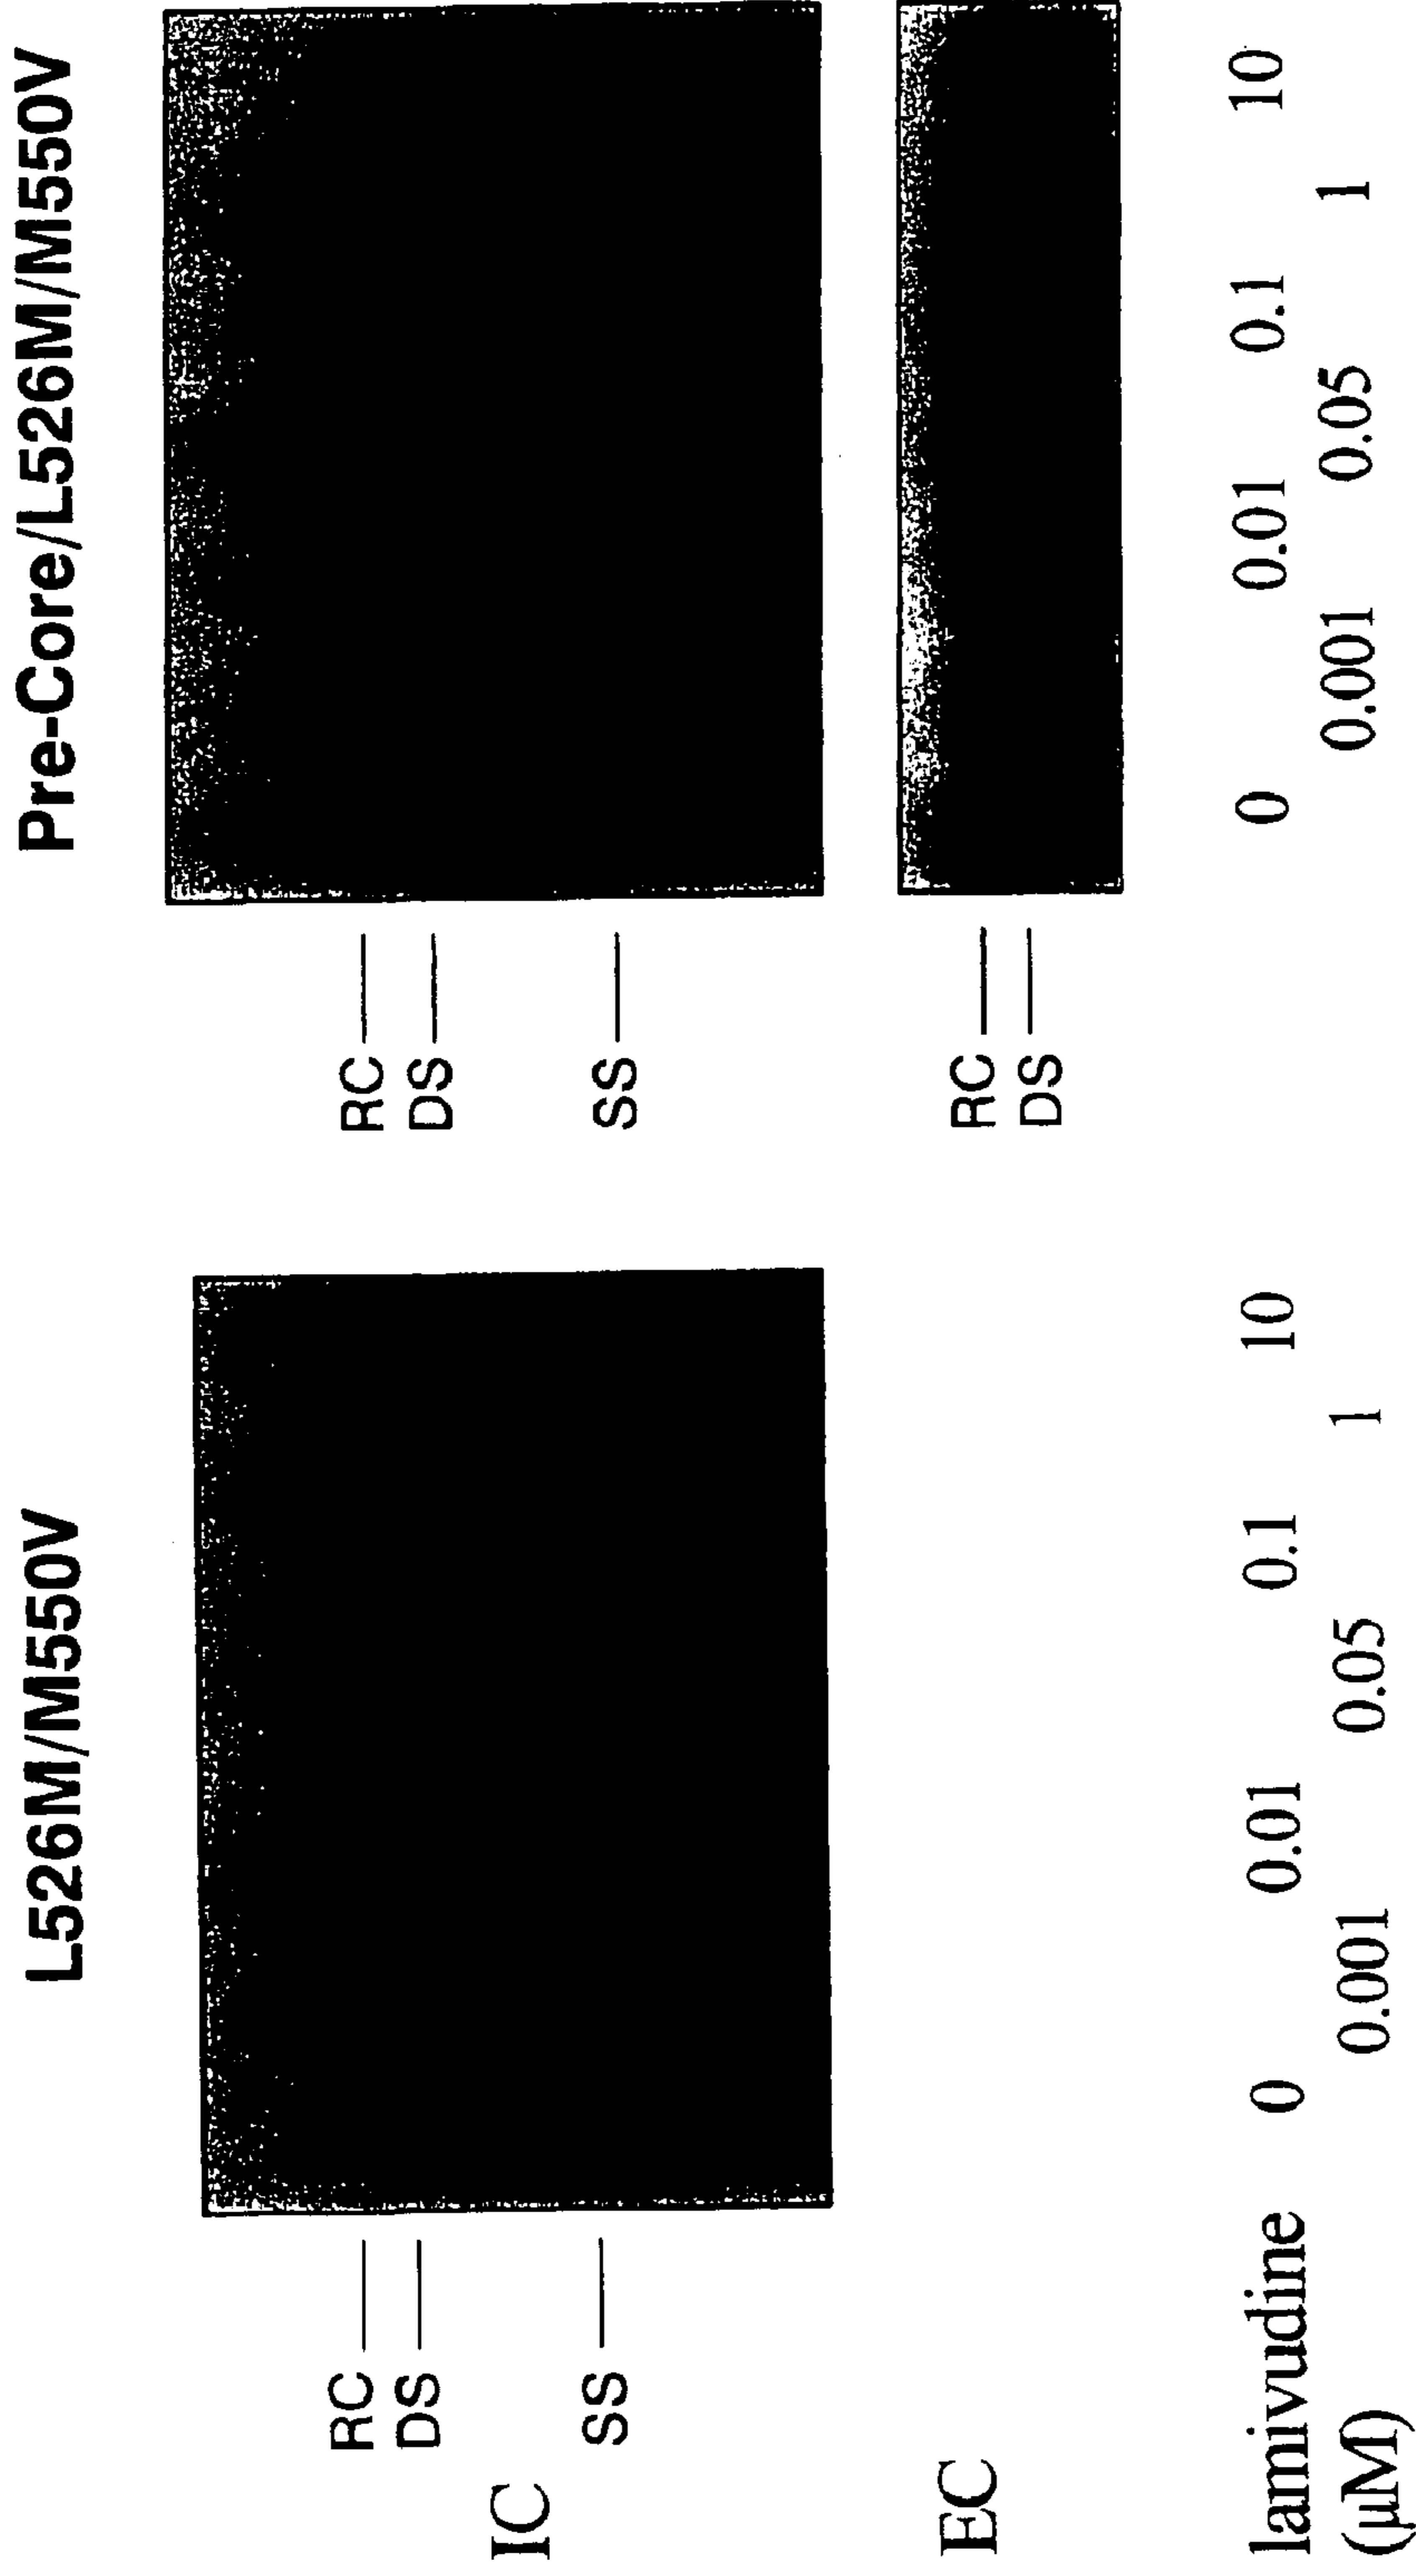 L526M/M550V
Pre-Core/L526M/M550V
RC
DS
SS
IC
RC
DS
SS
EC
RC
DS
lamivudine 0 0.01 0.1 10
(μM) 0.001 0.05 1
0 0.01 0.1 10
0.001 0.05 1